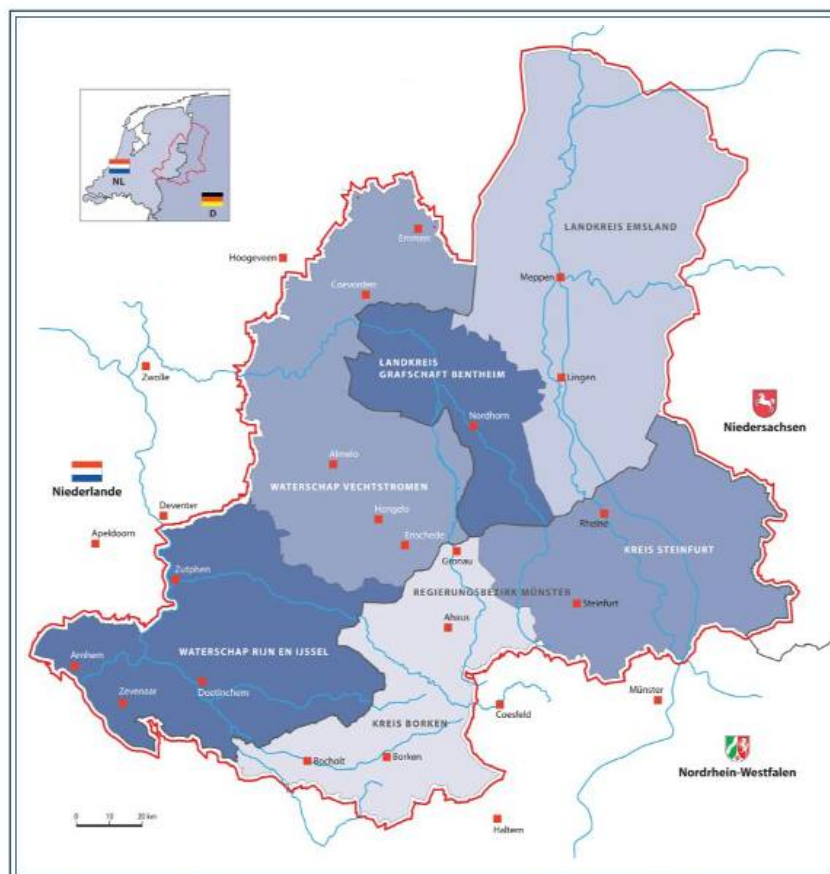 NL
D
LANDKREIS EMSLAND
Emmen
Hoogeveen
Meppen
Coevorden
LANDKREIS
GRAFSCHAFT BENTHEIM
Zwolle
Lingen
Niedersachsen
Nordhorn
Almelo
Niederlande
WATERSCHAP VECHTSTROMEN
Deventer
Hengelo
Rheine
Apeldoorn
Enschede
KREIS STEINFURT
Gronau
Zutphen
REGIERUNGSBEZIRK MÜNSTER
Steinfurt
Ahaus
WATERSCHAP RIJN EN IJSSEL
Arnhem
Zevenaar
Doetinchem
Münster
Coesfeld
KREIS BORKEN
Bocholt
Borken
Nordrhein-Westfalen
0 10 20 km
Haltern